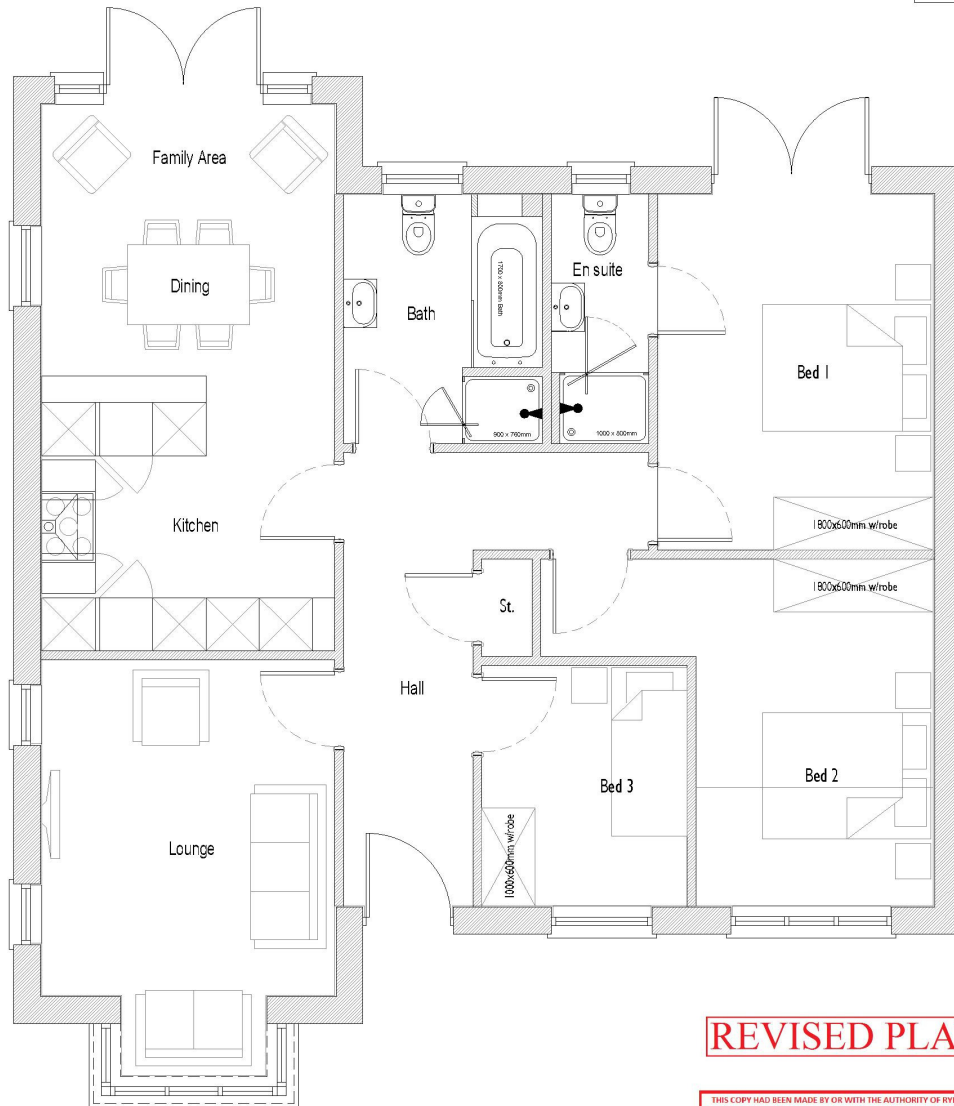 Family Area
Dining
Bath
1700 x 800mm Bath
En suite
Bed 1
900 x 760mm
1000 x 800mm
Kitchen
1800x600mm w/robe
1800x600mm w/robe
St.
Hall
Bed 3
Bed 2
Lounge
1000x600mm w/robe
REVISED PLA
THIS COPY HAD BEEN MADE BY OR WITH THE AUTHORITY OF RY